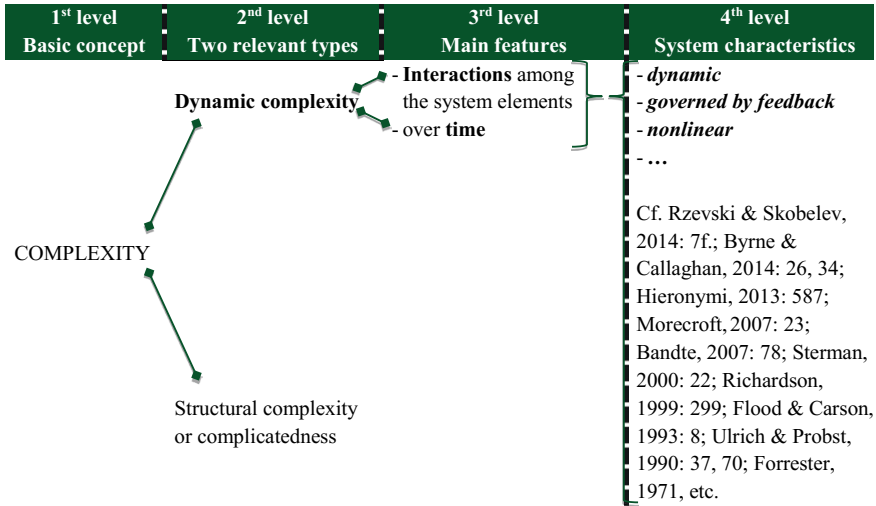 1st level
Basic concept
2nd level
Two relevant types
3rd level
Main features
4th level
System characteristics
COMPLEXITY
Dynamic complexity
Structural complexity
or complicatedness
- Interactions among
the system elements
- over time
- dynamic
- governed by feedback
- nonlinear
- ...
Cf. Rzevski & Skobelev,
2014: 7f.; Byrne &
Callaghan, 2014: 26, 34;
Hieronymi, 2013: 587;
Morecroft, 2007: 23;
Bandte, 2007: 78; Sterman,
2000: 22; Richardson,
1999: 299; Flood & Carson,
1993: 8; Ulrich & Probst,
1990: 37, 70; Forrester,
1971, etc.